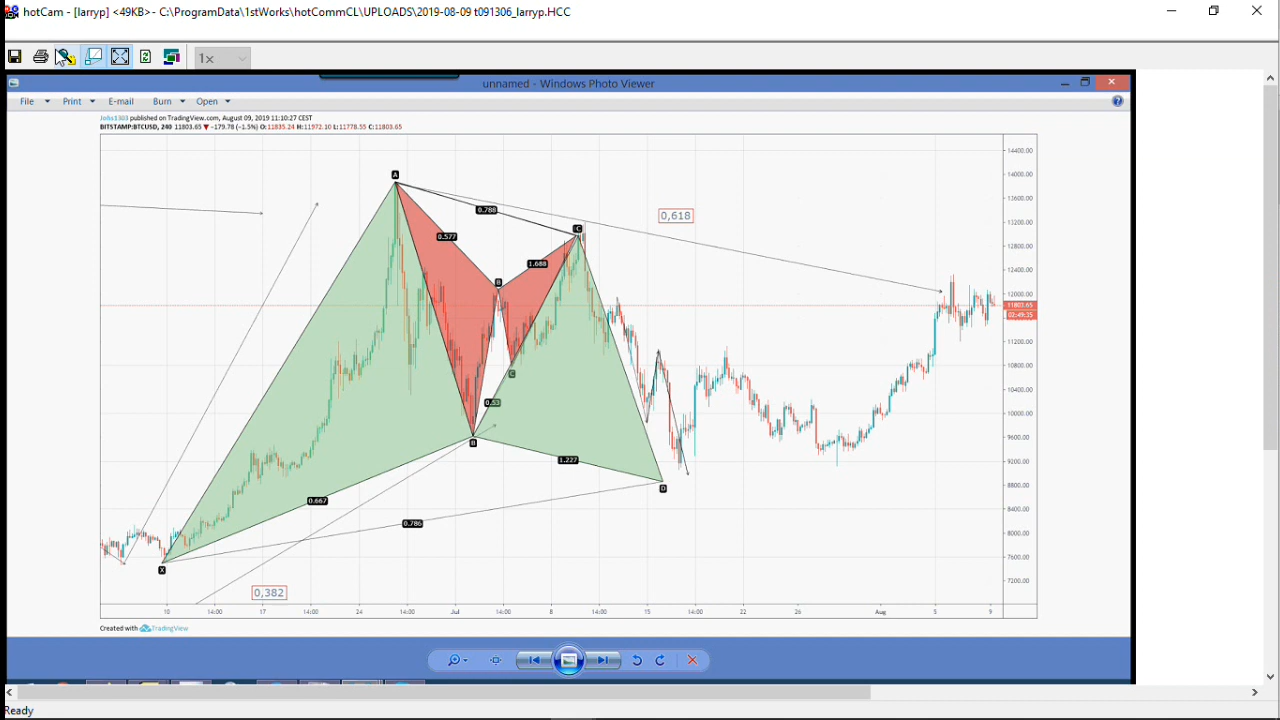 hotCam - [larryp] <49KB> - C:\ProgramData\1stWorks\hotCommCL\UPLOADS\2019-08-09 t091306_larryp.HCC
1x
unnamed - Windows Photo Viewer
File Print E-mail Burn Open
Jobs1303 published on TradingView.com, August 09, 2019 11:10:27 CEST
BITSTAMP:BTCUSD, 240 11803.65 ▼ −179.78 (−1.5%) O:11835.24 H:11972.10 L:11778.55 C:11803.65
14400.00
A
14000.00
13600.00
0.788
0,618
13200.00
C
0.577
12800.00
1.688
12400.00
B
12000.00
11803.65
02:49:25
11200.00
10800.00
C
10400.00
0.53
10000.00
B
9600.00
1.227
9200.00
D
8800.00
0.667
8400.00
0.786
8000.00
X
7600.00
0,382
7200.00
10 14:00 17 14:00 24 14:00 Jul 14:00 8 14:00 15 14:00 22 26 Aug 5 9
Created with TradingView
Ready